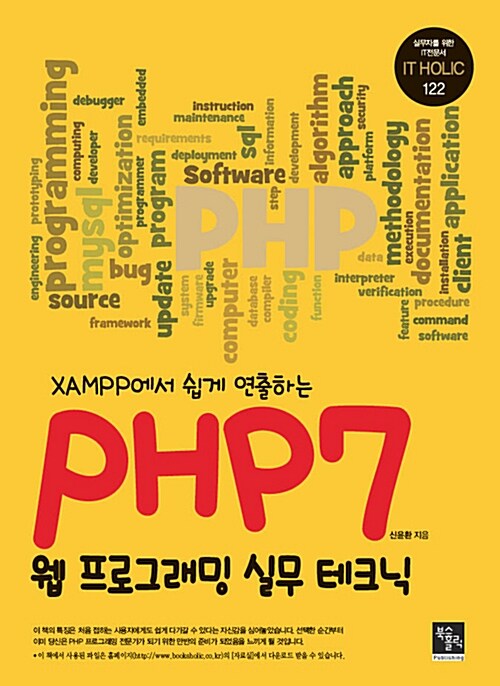 실무자를 위한
IT전문서
IT HOLIC
122
programming
prototyping
engineering
computing
debugger
developer
mysql
source
framework
bug
optimization
embedded
programmer
program
update
instruction
maintenance
requirements
deployment
Software
sql
information
step
development
algorithm
approach
security
platform
PHP
data
system
firmware
upgrade
computer
database
compiler
coding
function
methodology
execution
documentation
application
client
interpreter
verification
feature
procedure
command
software
XAMPP에서 쉽게 연출하는
PHP7
신윤환 지음
웹 프로그래밍 실무 테크닉
이 책의 특징은 처음 접하는 사용자에게도 쉽게 다가갈 수 있다는 자신감을 심어놓았습니다. 선택한 순간부터
이미 당신은 PHP 프로그래밍 전문가가 되기 위한 만반의 준비가 되었음을 느끼게 될 것입니다.
• 이 책에서 사용된 파일은 홈페이지(http://www.booksholic.co.kr)의 [자료실]에서 다운로드 받을 수 있습니다.
북스
홀릭
Publishing